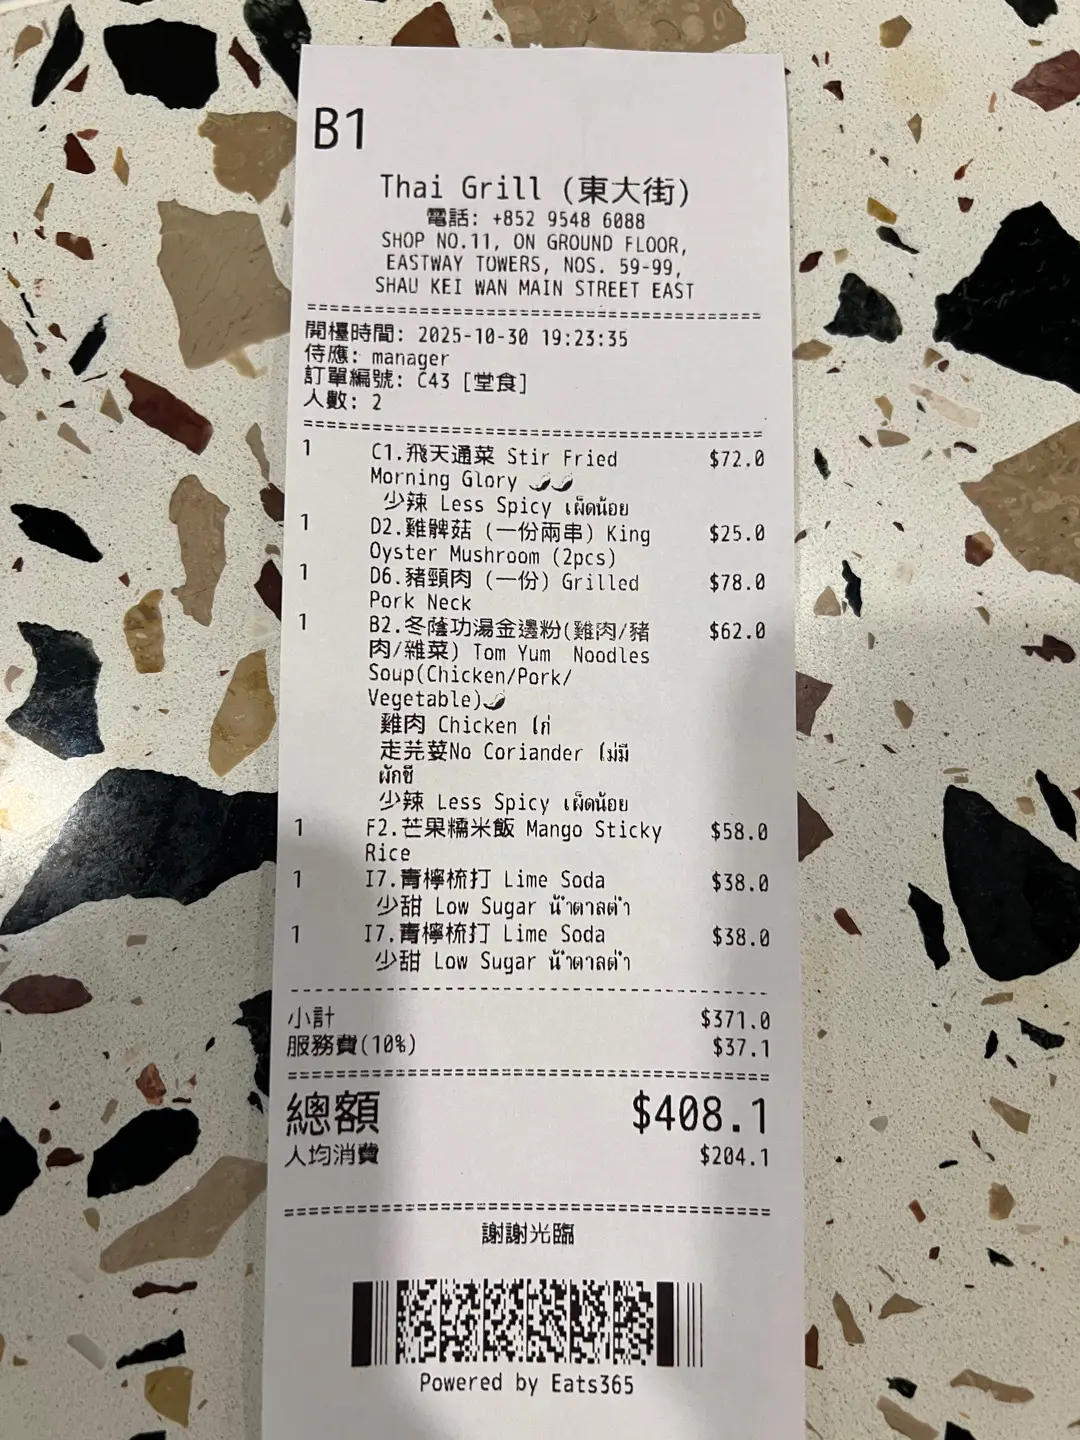 B1
Thai Grill (東大街)
電話: +852 9548 6088
SHOP NO.11, ON GROUND FLOOR,
EASTWAY TOWERS, NOS. 59-99,
SHAU KEI WAN MAIN STREET EAST
開檯時間: 2025-10-30 19:23:35
侍應: manager
訂單編號: C43 [堂食]
人數: 2
1 C1.飛天通菜 Stir Fried $72.0
Morning Glory 🌶🌶
少辣 Less Spicy เผ็ดน้อย
1 D2.雞髀菇 (一份兩串) King $25.0
Oyster Mushroom (2pcs)
1 D6.豬頸肉 (一份) Grilled $78.0
Pork Neck
1 B2.冬蔭功湯金邊粉(雞肉/豬 $62.0
肉/雜菜) Tom Yum Noodles
Soup(Chicken/Pork/
Vegetable)🌶
雞肉 Chicken ไก่
走芫荽No Coriander ไม่มี
ผักชี
少辣 Less Spicy เผ็ดน้อย
1 F2.芒果糯米飯 Mango Sticky $58.0
Rice
1 I7.青檸梳打 Lime Soda $38.0
少甜 Low Sugar น้ำตาลต่ำ
1 I7.青檸梳打 Lime Soda $38.0
少甜 Low Sugar น้ำตาลต่ำ
小計 $371.0
服務費(10%) $37.1
總額 $408.1
人均消費 $204.1
謝謝光臨
Powered by Eats365